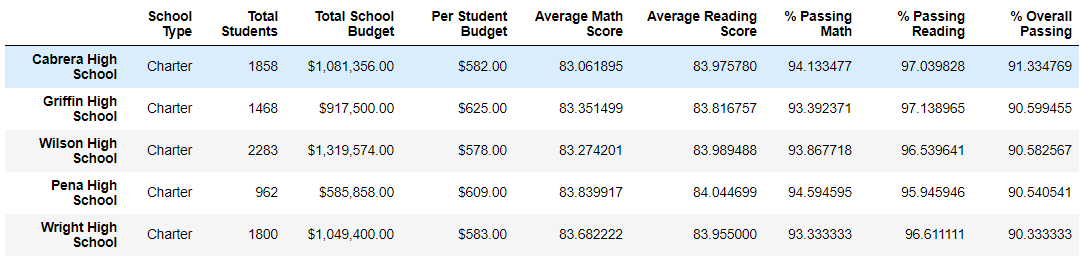 School Type Total Students Total School Budget Per Student Budget Average Math Score Average Reading Score % Passing Math % Passing Reading % Overall Passing
Cabrera High School Charter 1858 $1,081,356.00 $582.00 83.061895 83.975780 94.133477 97.039828 91.334769
Griffin High School Charter 1468 $917,500.00 $625.00 83.351499 83.816757 93.392371 97.138965 90.599455
Wilson High School Charter 2283 $1,319,574.00 $578.00 83.274201 83.989488 93.867718 96.539641 90.582567
Pena High School Charter 962 $585,858.00 $609.00 83.839917 84.044699 94.594595 95.945946 90.540541
Wright High School Charter 1800 $1,049,400.00 $583.00 83.682222 83.955000 93.333333 96.611111 90.333333